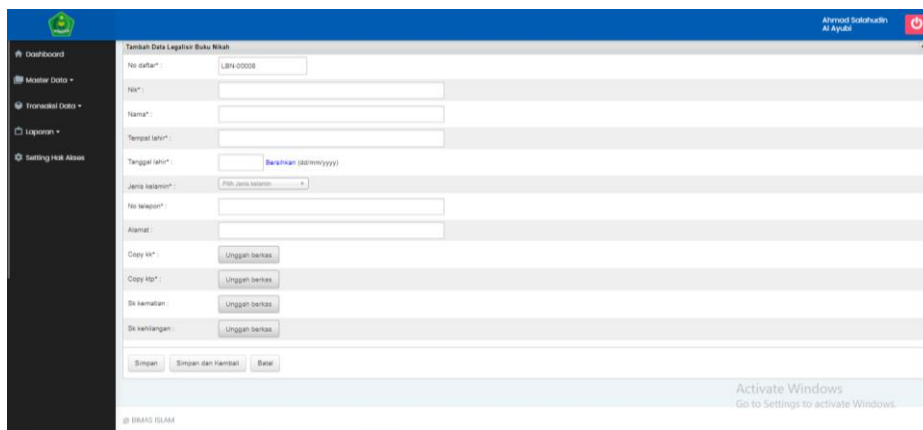 Ahmad Salahudin
Al Ayubi
Dashboard
Master Data
Transaksi Data
Laporan
Setting Hak Akses
Tambah Data Legalisir Buku Nikah
No daftar* :
LBN-00008
Nik* :
Nama* :
Tempat lahir* :
Tanggal lahir* :
Bersihkan (dd/mm/yyyy)
Jenis kelamin* :
Pilih Jenis kelamin
No telepon* :
Alamat :
Copy kk* :
Unggah berkas
Copy ktp* :
Unggah berkas
Sk kematian :
Unggah berkas
Sk kehilangan :
Unggah berkas
Simpan Simpan dan Kembali Batal
Activate Windows
Go to Settings to activate Windows.
@ BIMAS ISLAM